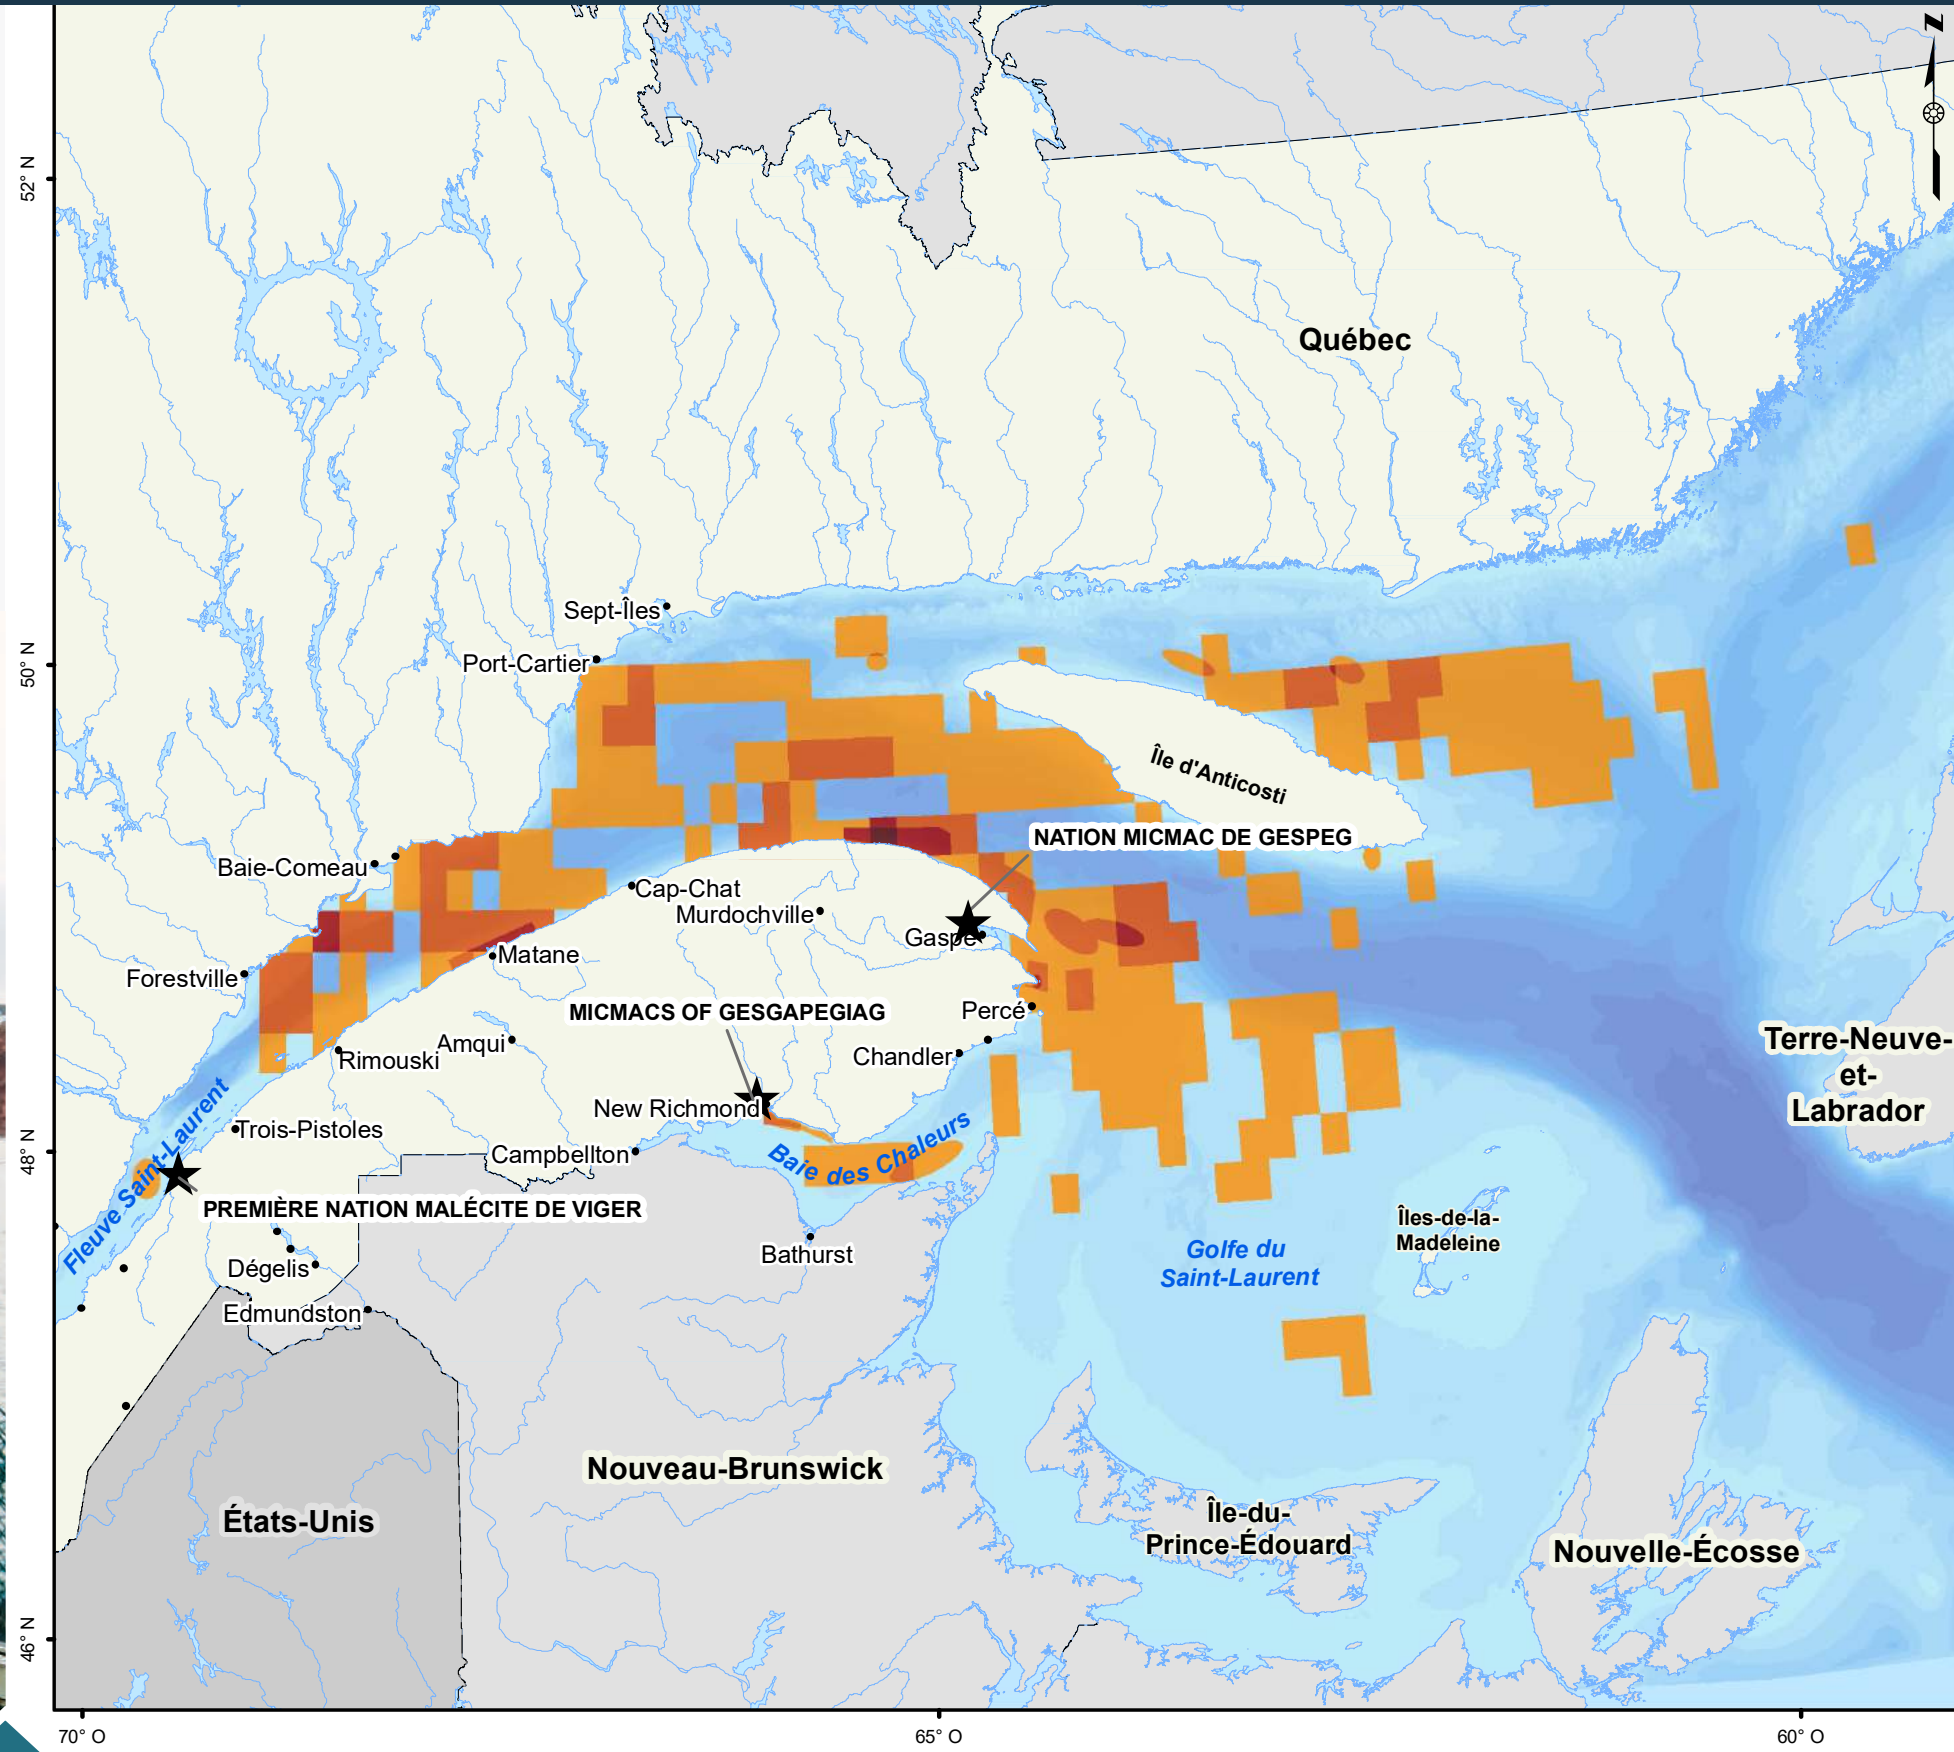 N
52° N
Québec
Sept-Îles
50° N
Port-Cartier
Île d'Anticosti
NATION MICMAC DE GESPEG
Baie-Comeau
Cap-Chat
Murdochville
Gaspé
Matane
Forestville
MICMACS OF GESGAPEGIAG
Percé
Rimouski
Amqui
Chandler
Terre-Neuve-
et-
Labrador
New Richmond
Fleuve Saint-Laurent
Trois-Pistoles
48° N
Campbellton
Baie des Chaleurs
PREMIÈRE NATION MALÉCITE DE VIGER
Îles-de-la-
Madeleine
Dégelis
Bathurst
Golfe du
Saint-Laurent
Edmundston
Nouveau-Brunswick
États-Unis
Île-du-
Prince-Édouard
Nouvelle-Écosse
46° N
70° O
65° O
60° O